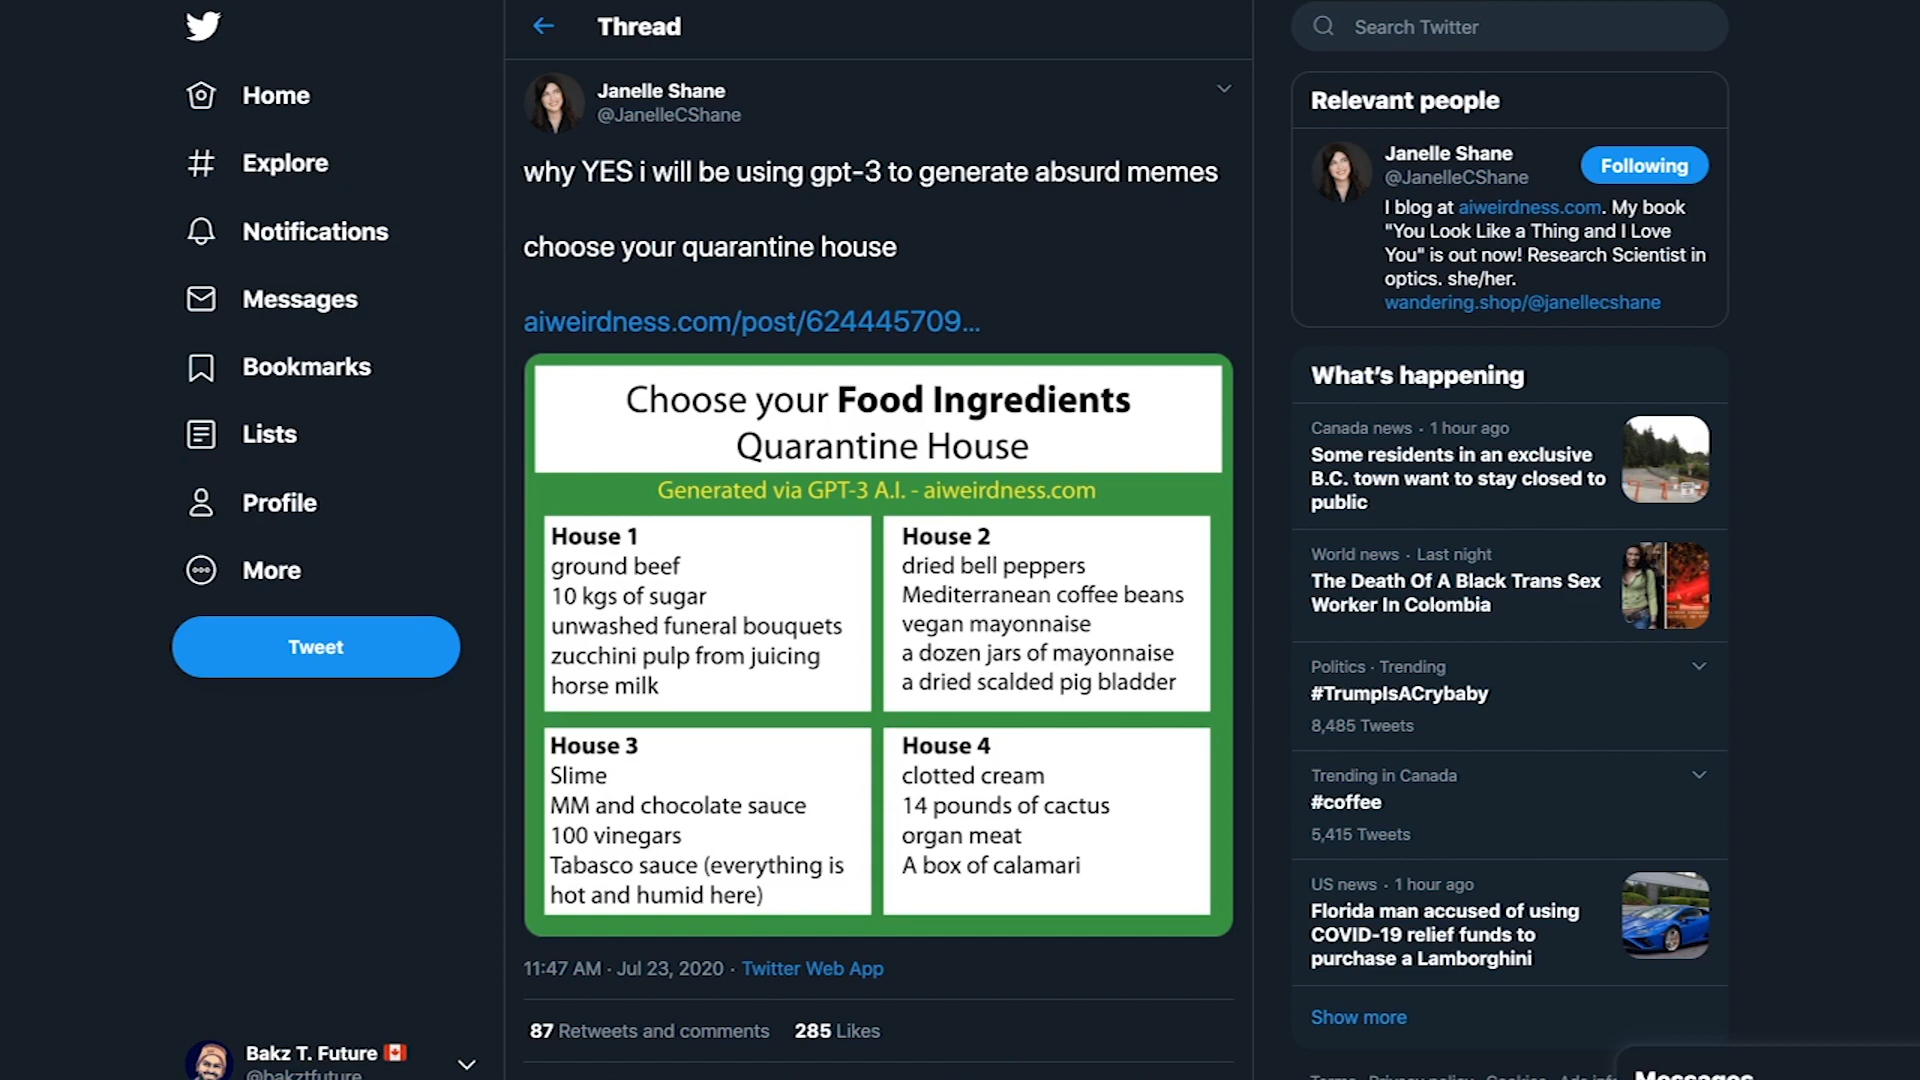 Home
Explore
Notifications
Messages
Bookmarks
Lists
Profile
More
Tweet
Bakz T. Future
@bakztfuture
Thread
Janelle Shane
@JanelleCShane
why YES i will be using gpt-3 to generate absurd memes
choose your quarantine house
aiweirdness.com/post/624445709...
Choose your Food Ingredients
Quarantine House
Generated via GPT-3 A.I. - aiweirdness.com
House 1
ground beef
10 kgs of sugar
unwashed funeral bouquets
zucchini pulp from juicing
horse milk
House 2
dried bell peppers
Mediterranean coffee beans
vegan mayonnaise
a dozen jars of mayonnaise
a dried scalded pig bladder
House 3
Slime
MM and chocolate sauce
100 vinegars
Tabasco sauce (everything is
hot and humid here)
House 4
clotted cream
14 pounds of cactus
organ meat
A box of calamari
11:47 AM · Jul 23, 2020 · Twitter Web App
87 Retweets and comments 285 Likes
Search Twitter
Relevant people
Janelle Shane
@JanelleCShane
Following
I blog at aiweirdness.com. My book
"You Look Like a Thing and I Love
You" is out now! Research Scientist in
optics. she/her.
wandering.shop/@janellecshane
What's happening
Canada news · 1 hour ago
Some residents in an exclusive
B.C. town want to stay closed to
public
World news · Last night
The Death Of A Black Trans Sex
Worker In Colombia
Politics · Trending
#TrumpIsACrybaby
8,485 Tweets
Trending in Canada
#coffee
5,415 Tweets
US news · 1 hour ago
Florida man accused of using
COVID-19 relief funds to
purchase a Lamborghini
Show more
Messages